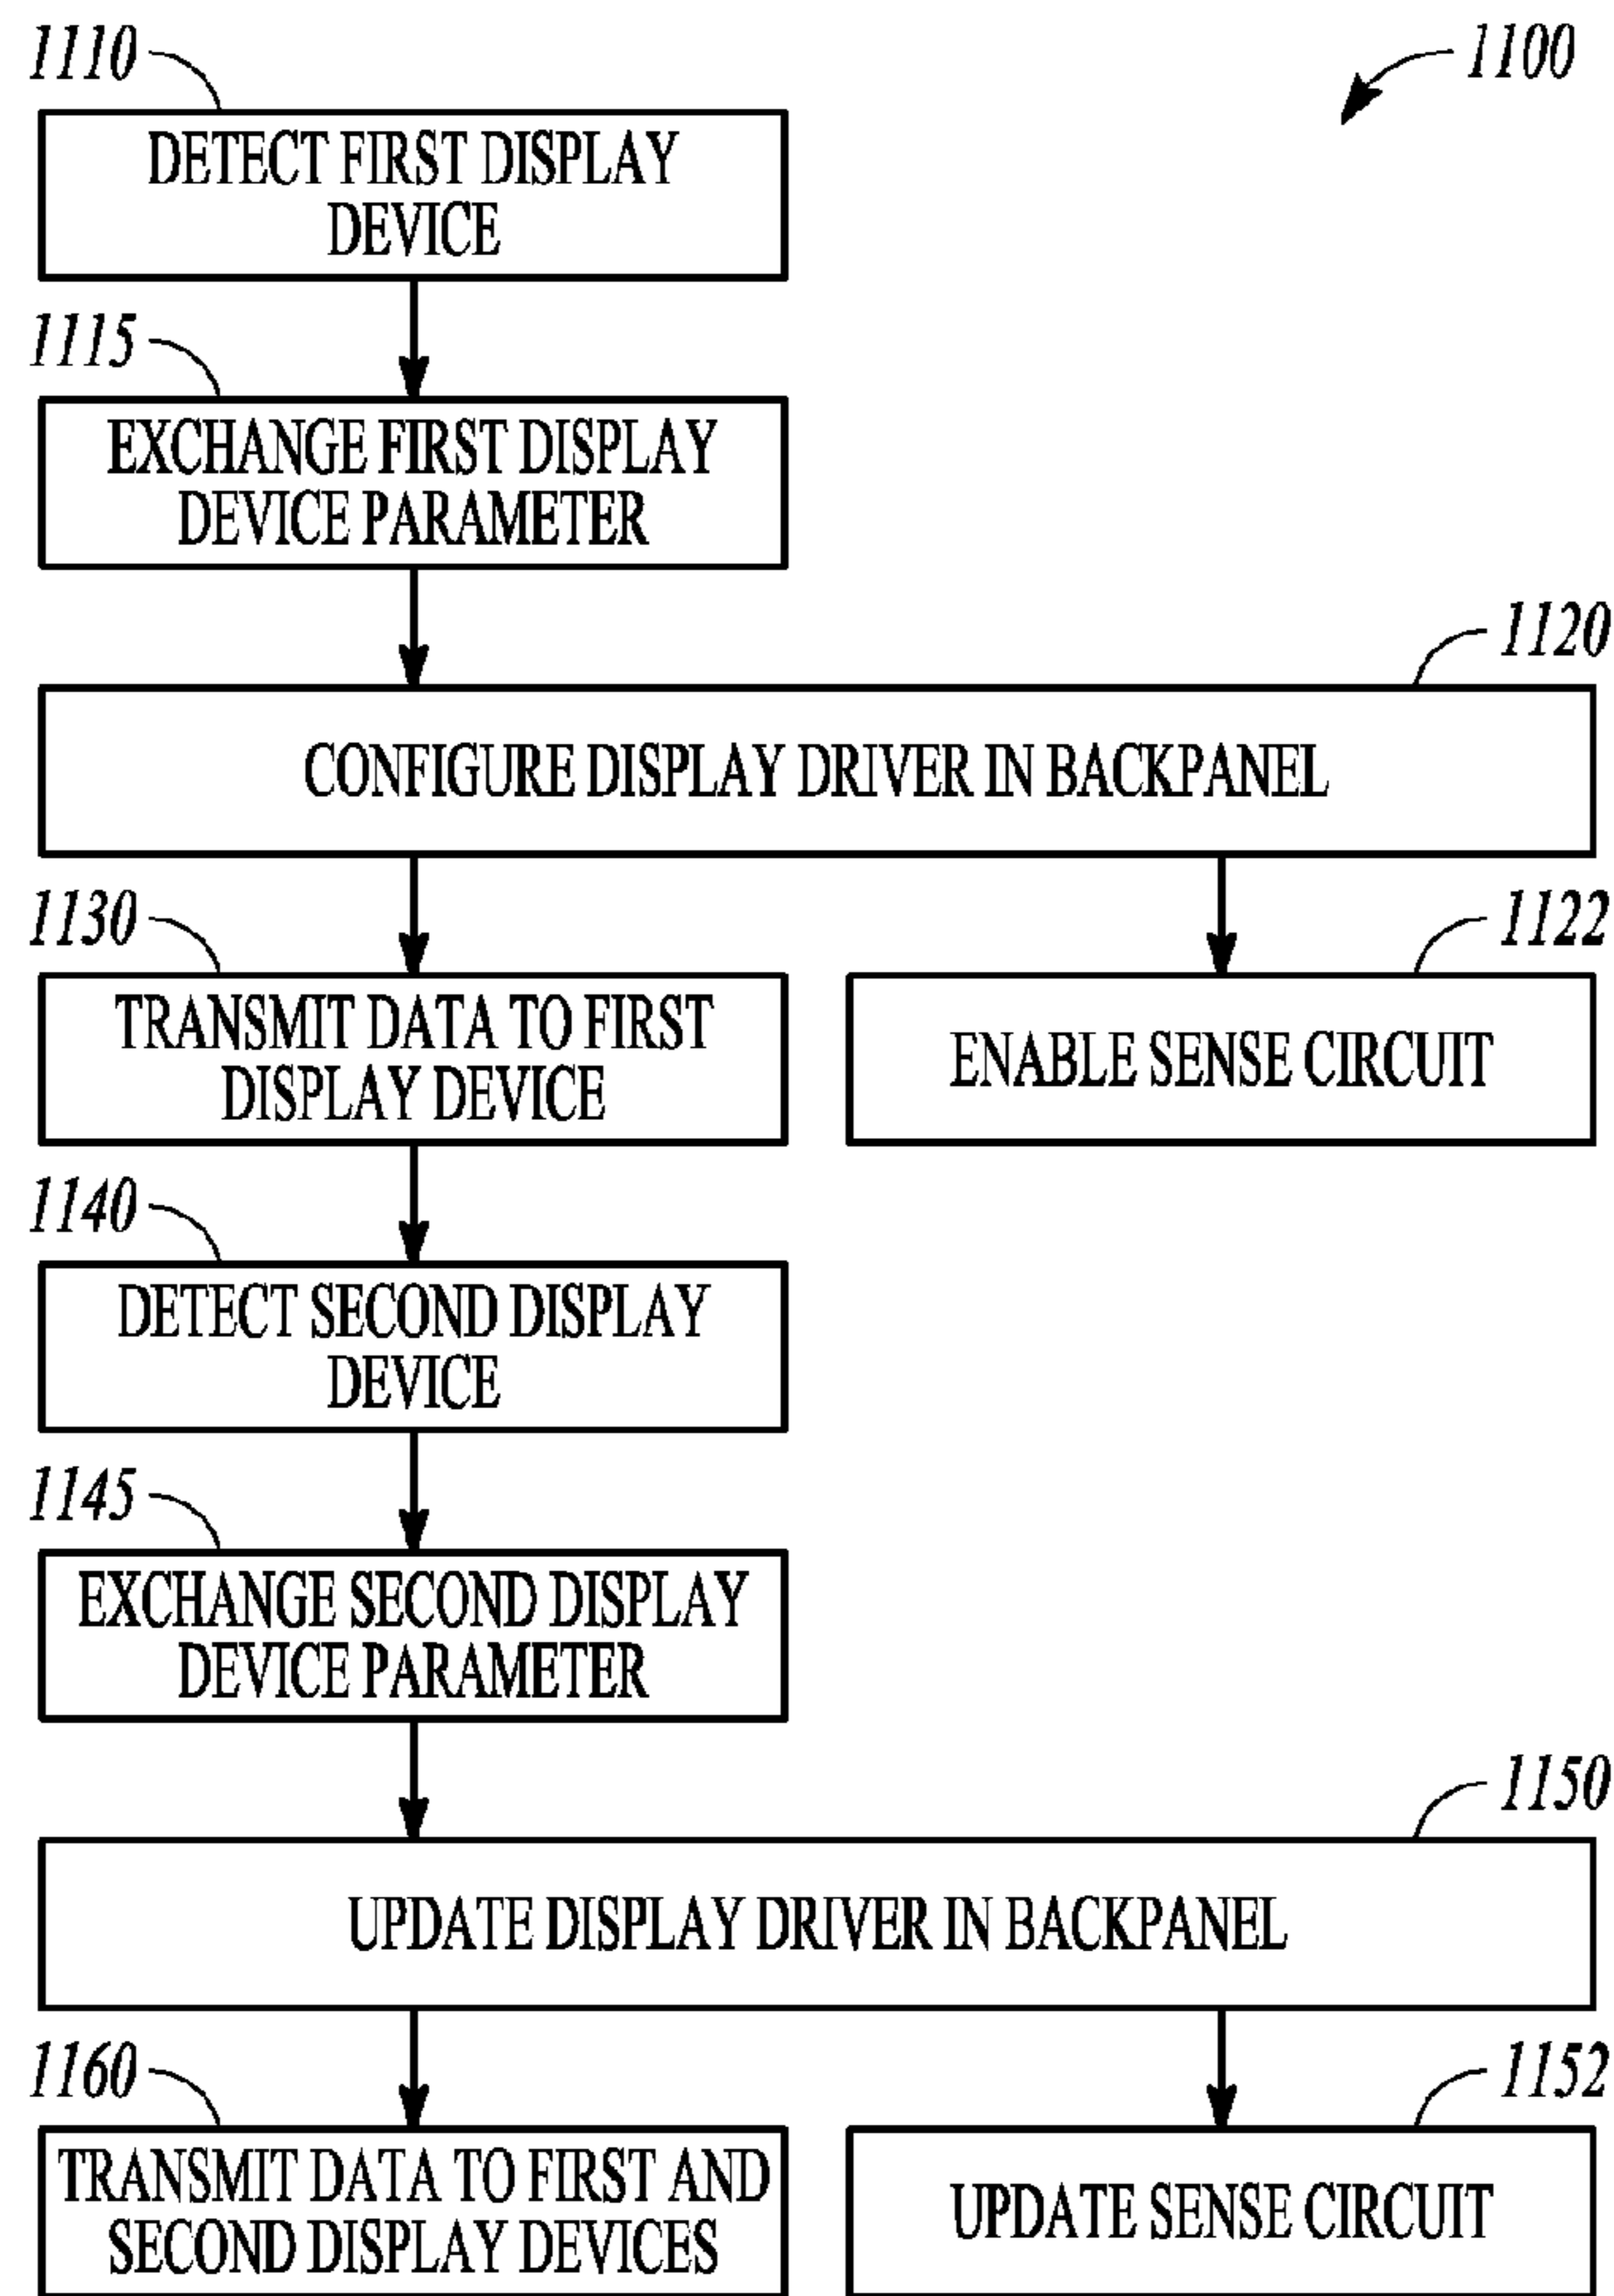 1110
1100
DETECT FIRST DISPLAY
DEVICE
1115
EXCHANGE FIRST DISPLAY
DEVICE PARAMETER
1120
CONFIGURE DISPLAY DRIVER IN BACKPANEL
1130
1122
TRANSMIT DATA TO FIRST
DISPLAY DEVICE
ENABLE SENSE CIRCUIT
1140
DETECT SECOND DISPLAY
DEVICE
1145
EXCHANGE SECOND DISPLAY
DEVICE PARAMETER
1150
UPDATE DISPLAY DRIVER IN BACKPANEL
1160
1152
TRANSMIT DATA TO FIRST AND
SECOND DISPLAY DEVICES
UPDATE SENSE CIRCUIT